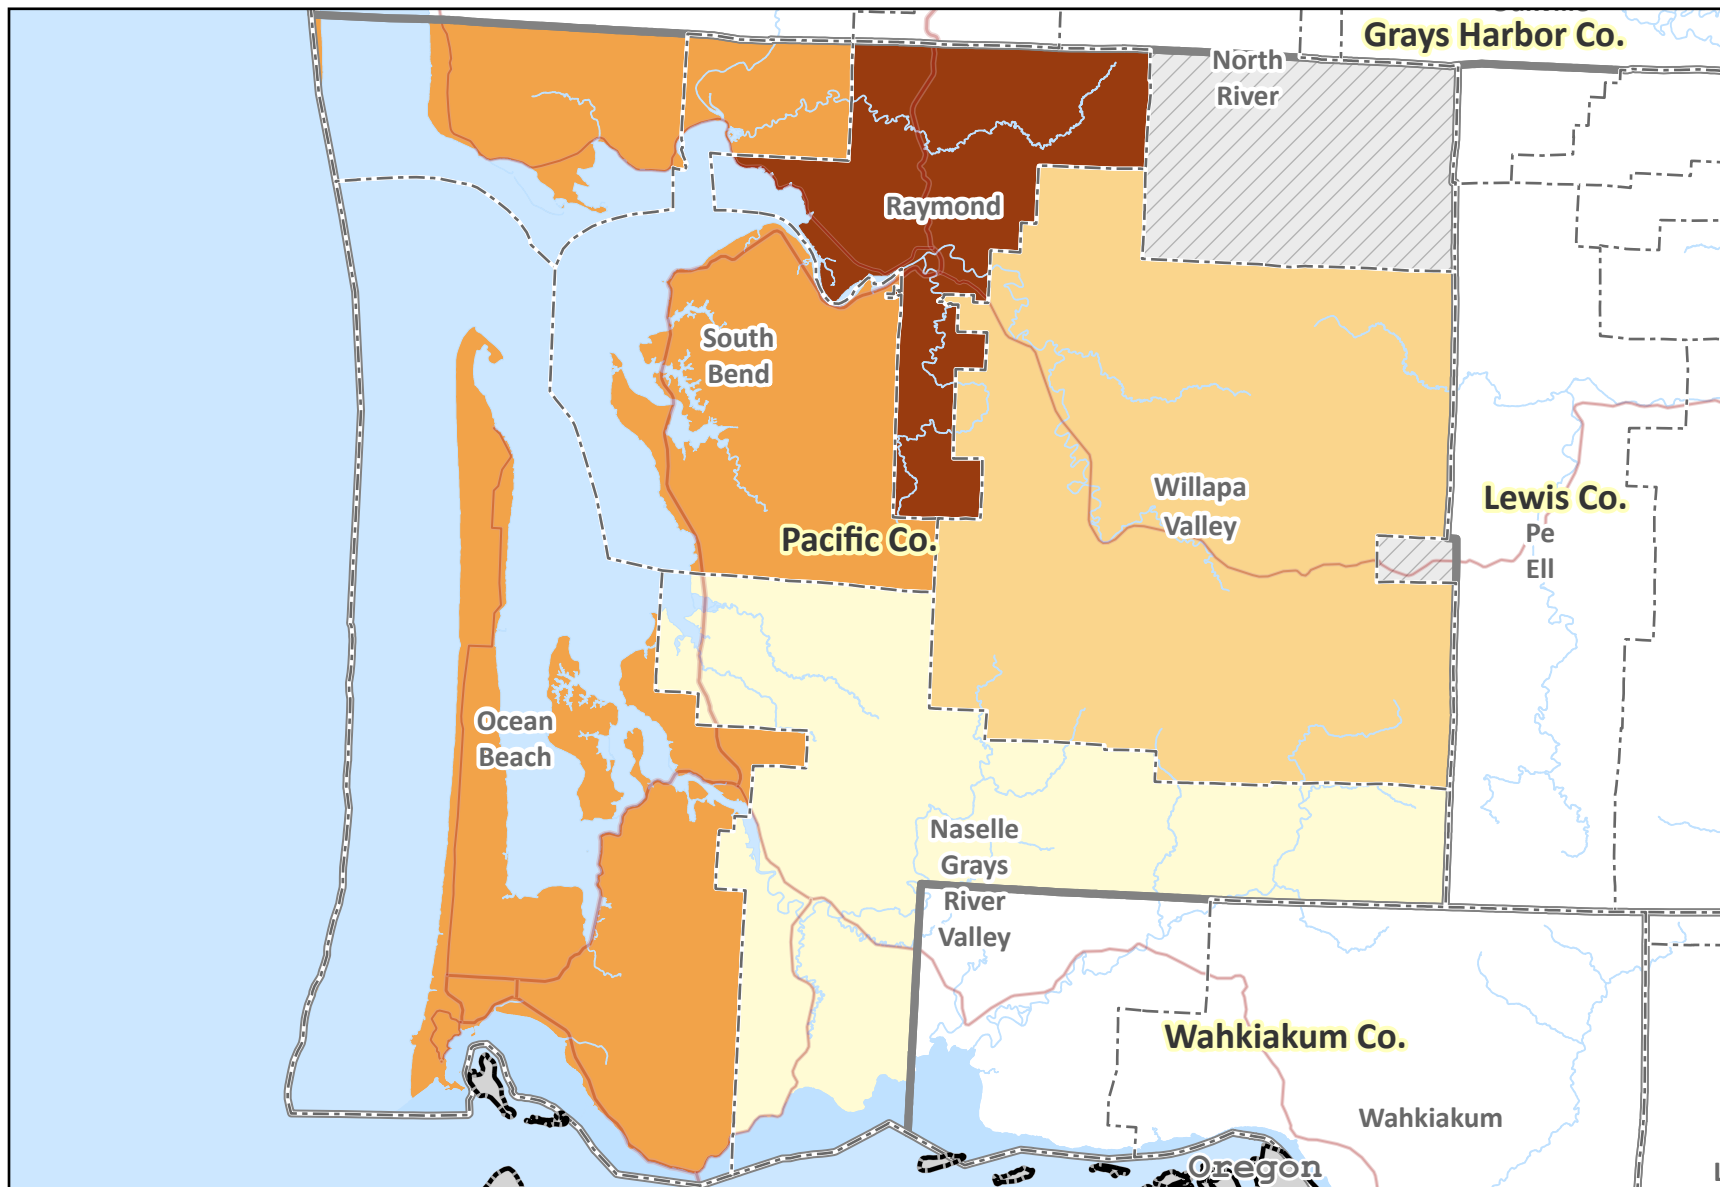 Grays Harbor Co.
North
River
Raymond
South
Bend
Willapa
Valley
Lewis Co.
Pe
Ell
Pacific Co.
Ocean
Beach
Naselle
Grays
River
Valley
Wahkiakum Co.
Wahkiakum
Oregon